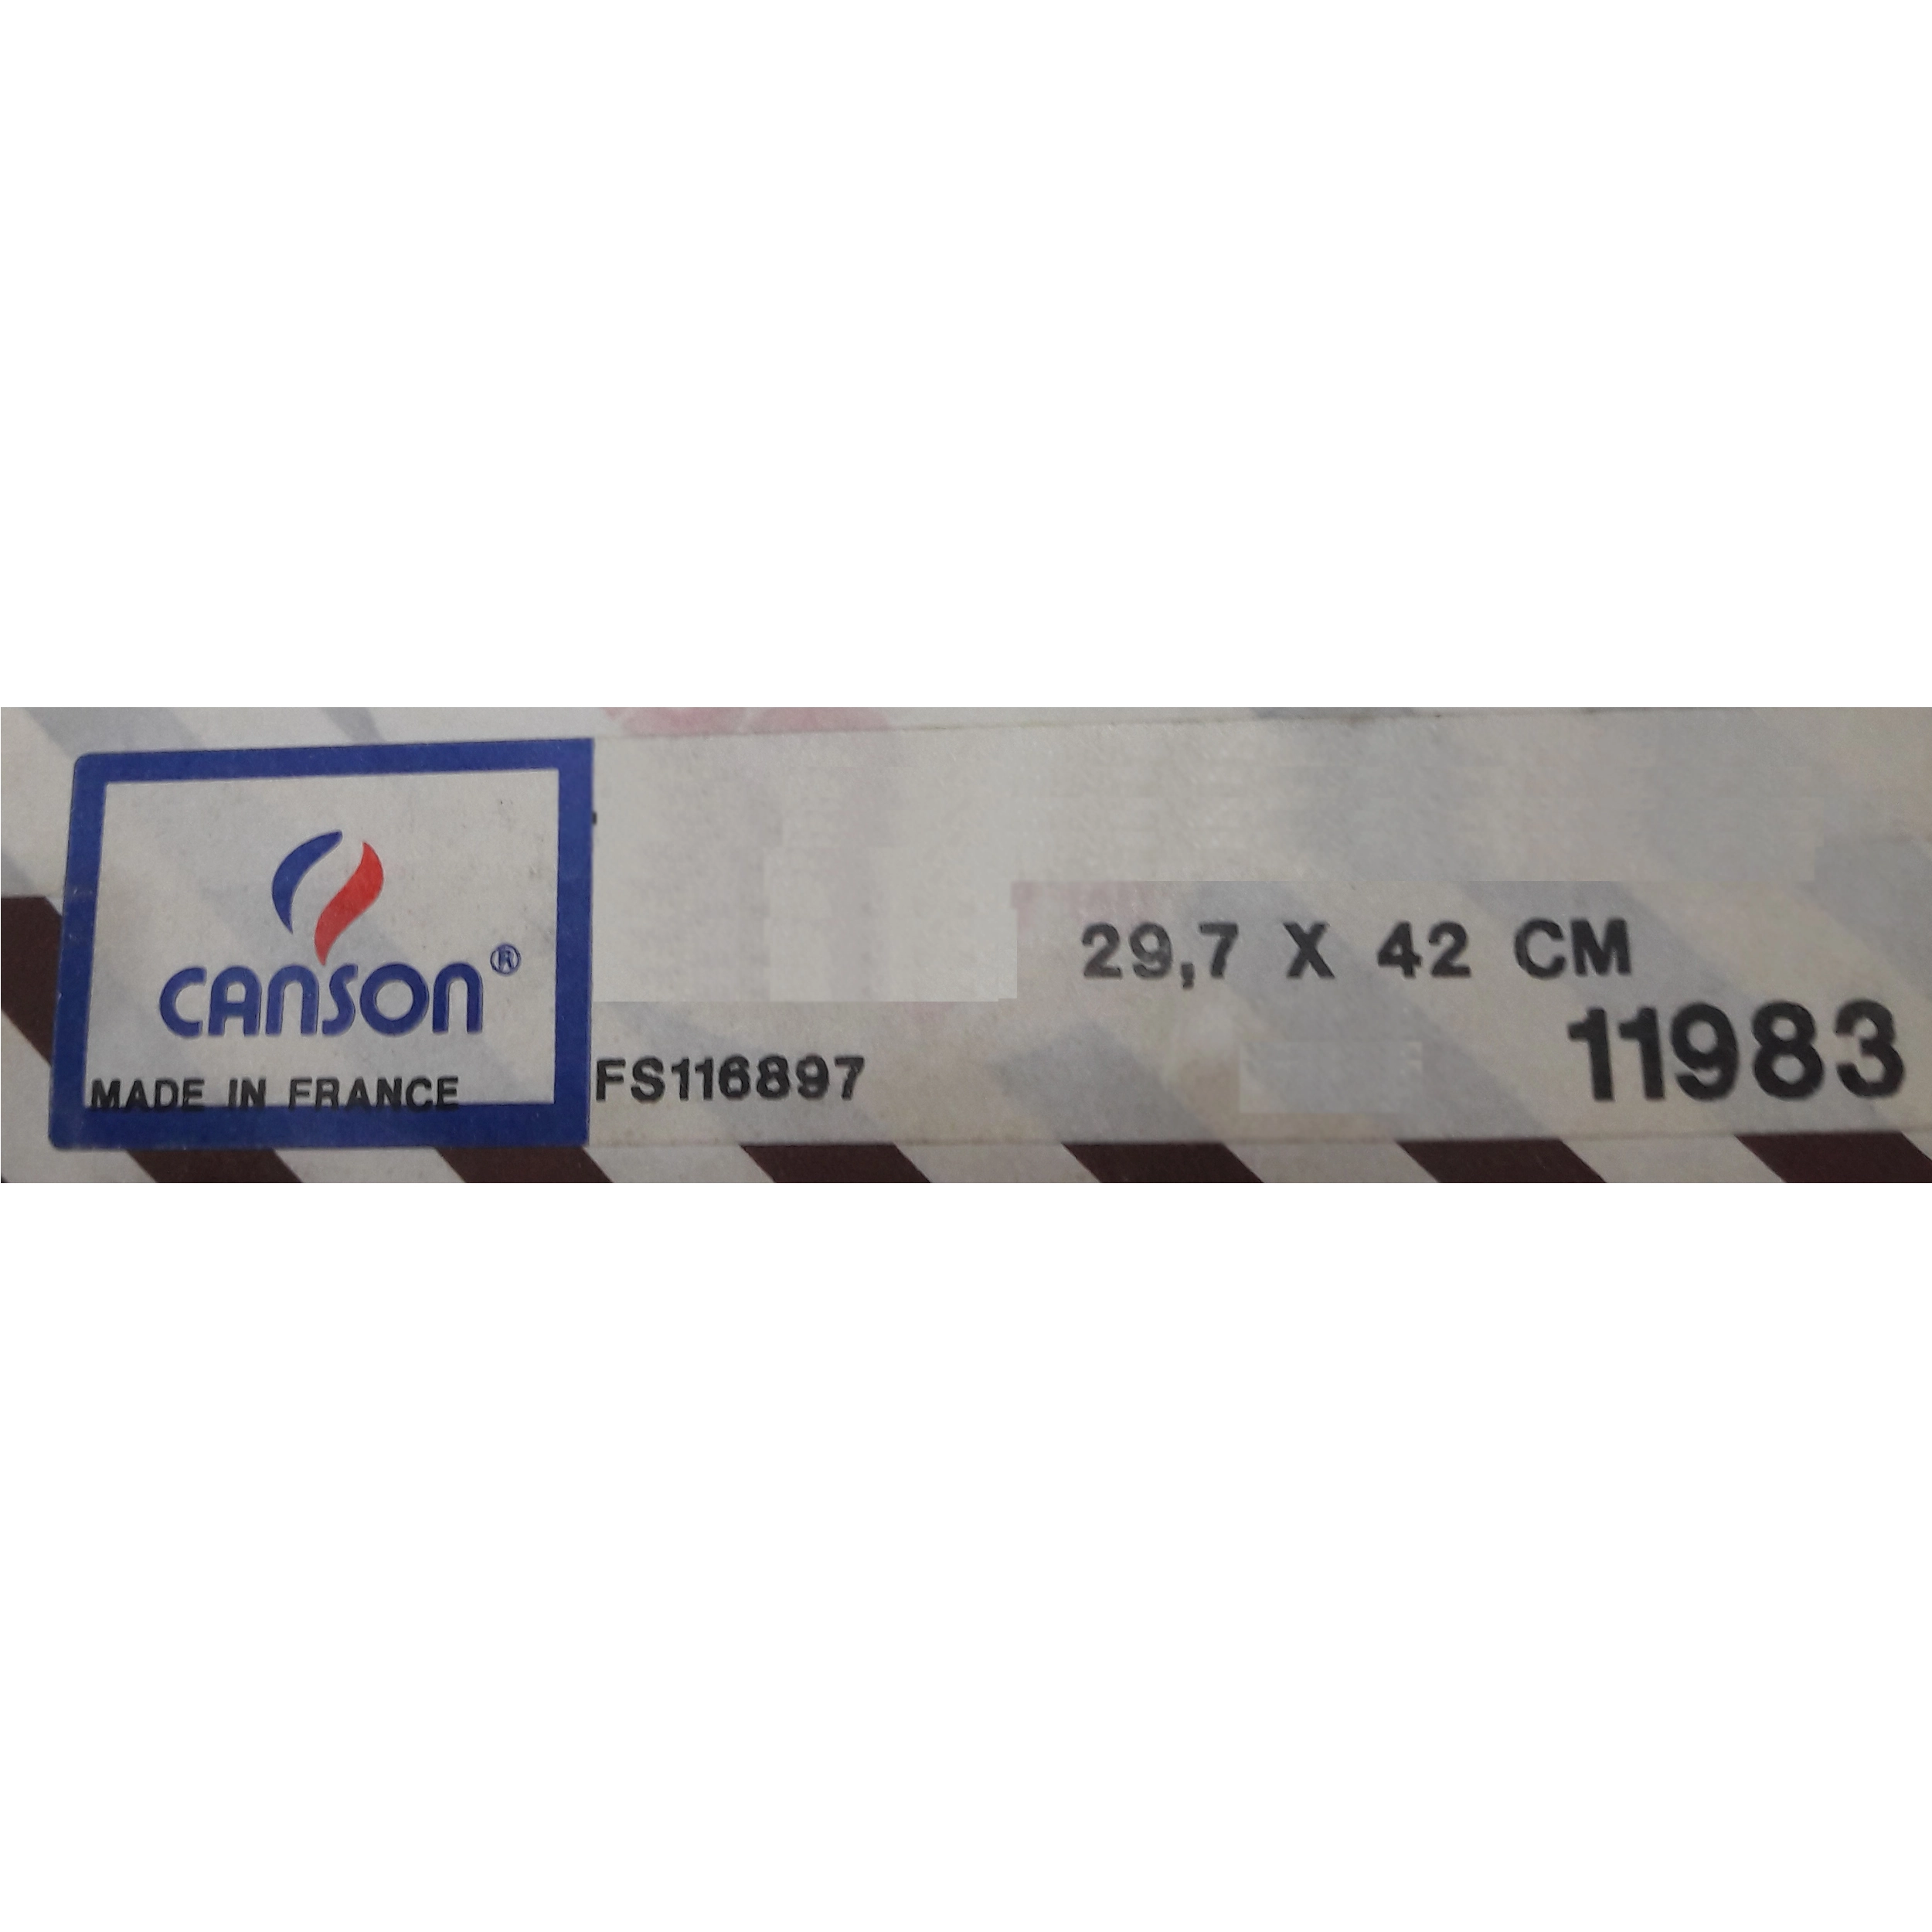 CANSON®
29,7 X 42 CM
11983
MADE IN FRANCE FS116897